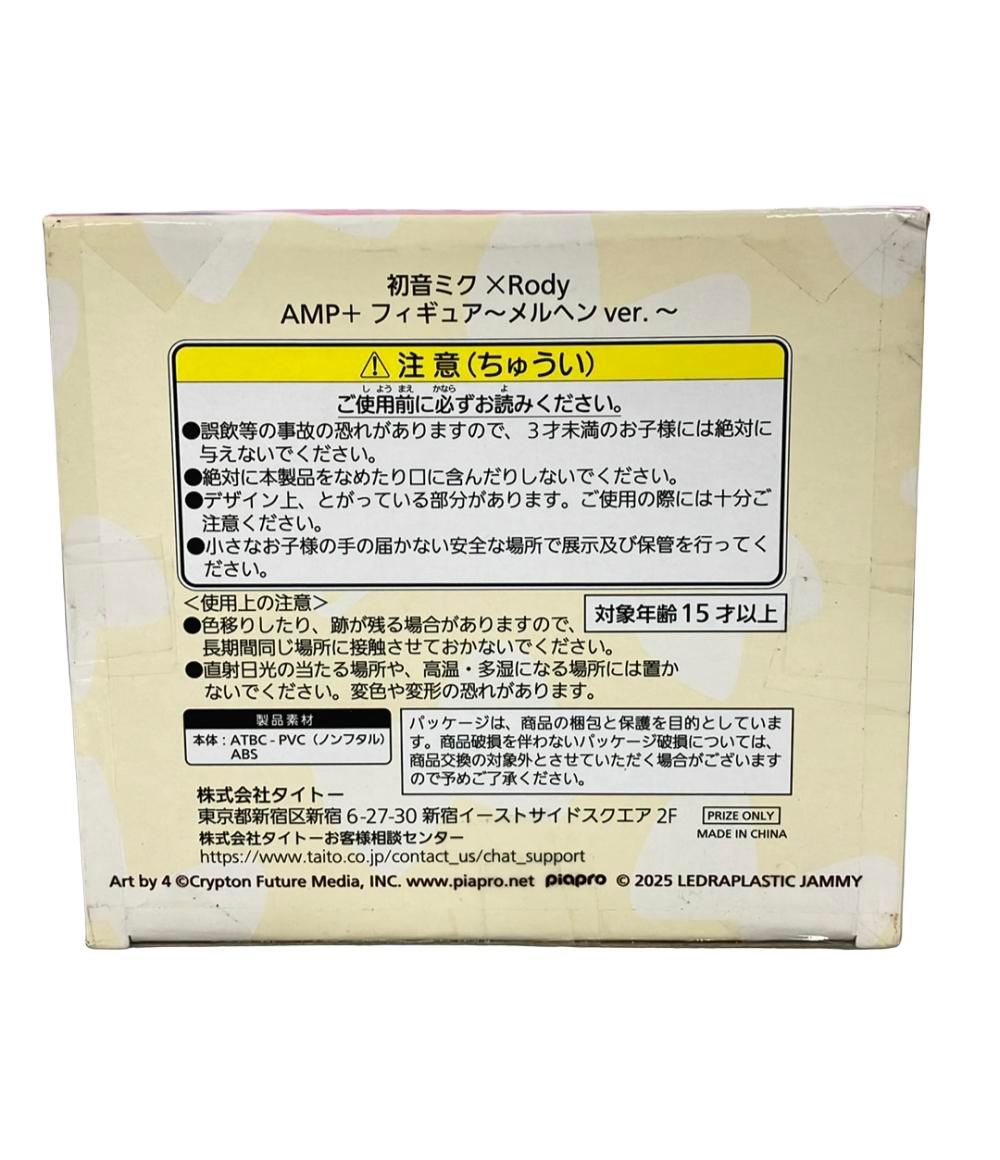 初音ミク×Rody
AMP+ フィギュア～メルヘン ver.～
⚠注意(ちゅうい)
しようまえ かなら よ
ご使用前に必ずお読みください。
●誤飲等の事故の恐れがありますので、3才未満のお子様には絶対に
与えないでください。
●絶対に本製品をなめたり口に含んだりしないでください。
●デザイン上、とがっている部分があります。ご使用の際には十分ご
注意ください。
●小さなお子様の手の届かない安全な場所で展示及び保管を行ってく
ださい。
＜使用上の注意＞
対象年齢15才以上
●色移りしたり、跡が残る場合がありますので、
長期間同じ場所に接触させておかないでください。
●直射日光の当たる場所や、高温・多湿になる場所には置か
ないでください。変色や変形の恐れがあります。
製品素材
本体：ATBC-PVC（ノンフタル）
ABS
パッケージは、商品の梱包と保護を目的としていま
す。商品破損を伴わないパッケージ破損については、
商品交換の対象外とさせていただく場合がございます
ので予めご了承ください。
株式会社タイトー
東京都新宿区新宿6-27-30 新宿イーストサイドスクエア 2F
株式会社タイトーお客様相談センター
https://www.taito.co.jp/contact_us/chat_support
PRIZE ONLY
MADE IN CHINA
Art by 4 ©Crypton Future Media, INC. www.piapro.net piapro © 2025 LEDRAPLASTIC JAMMY